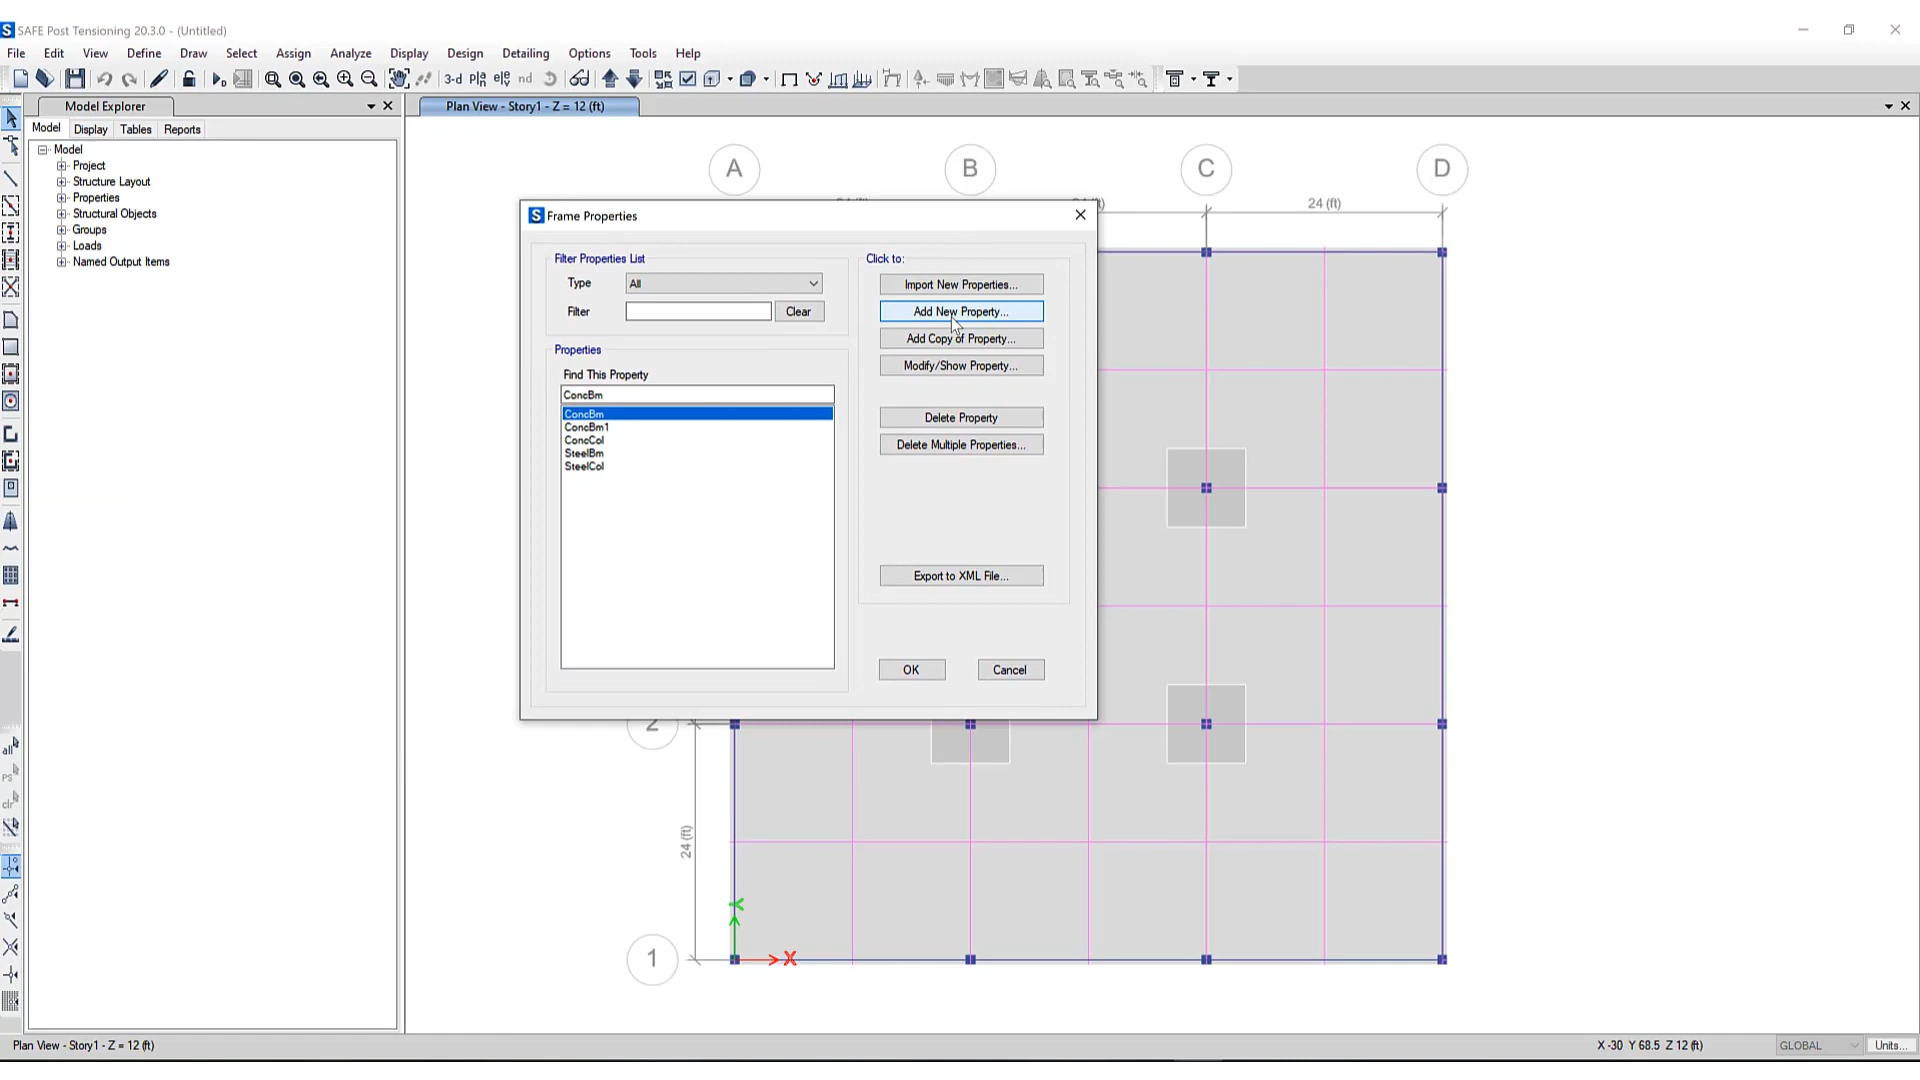 S SAFE Post Tensioning 20.3.0 - (Untitled)
File Edit View Define Draw Select Assign Analyze Display Design Detailing Options Tools Help
3-d nd
Model Explorer
Plan View - Story1 - Z = 12 (ft)
Model Display Tables Reports
Model
Project
Structure Layout
Properties
Structural Objects
Groups
Loads
Named Output Items
A B C D
24 (ft)
S Frame Properties
Filter Properties List
Type All
Filter Clear
Properties
Find This Property
ConcBm
ConcBm
ConcBm1
ConcCol
SteelBm
SteelCol
Click to:
Import New Properties...
Add New Property...
Add Copy of Property...
Modify/Show Property...
Delete Property
Delete Multiple Properties...
Export to XML File...
OK Cancel
2
24 (ft)
1
X
all
ps
clr
Plan View - Story1 - Z = 12 (ft)
X -30 Y 68.5 Z 12 (ft)
GLOBAL
Units...